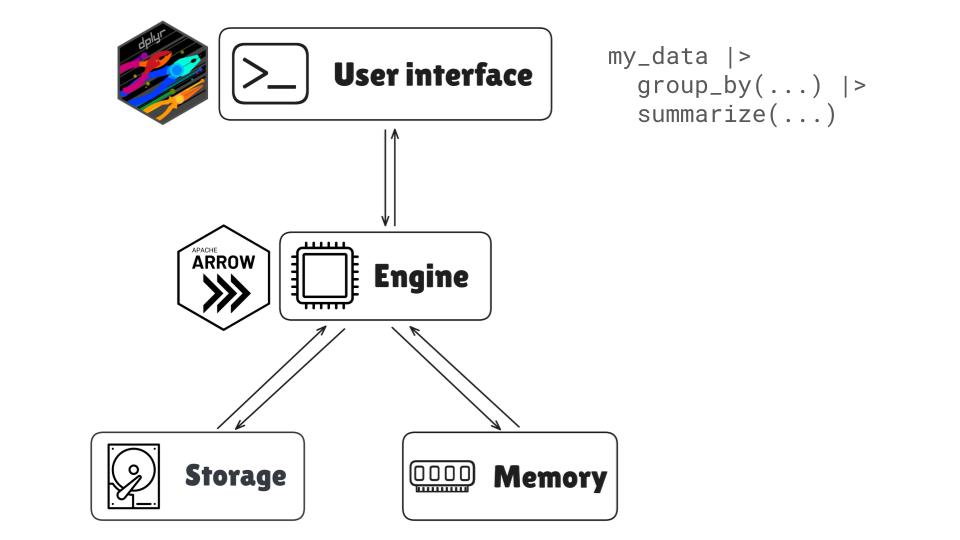 dplyr
>_
User interface
my_data |>
  group_by(...) |>
  summarize(...)
APACHE
ARROW
Engine
Storage
Memory